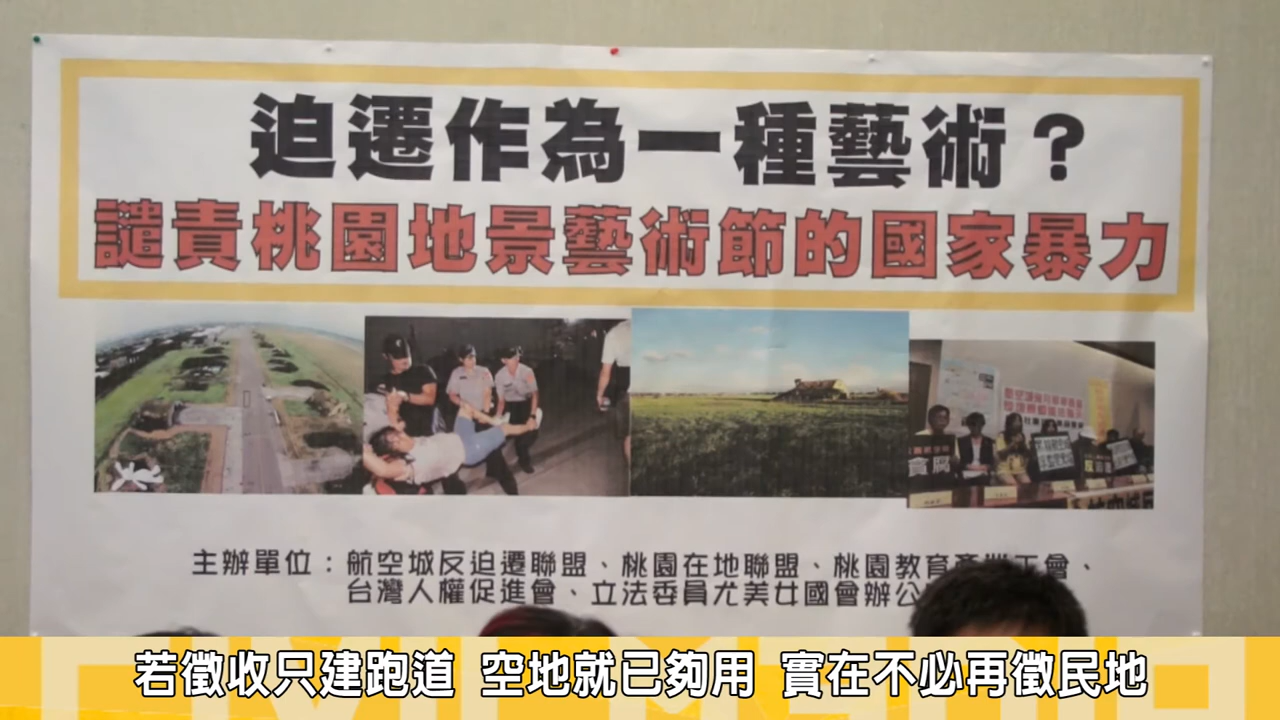 迫遷作為一種藝術？
譴責桃園地景藝術節的國家暴力
主辦單位：航空城反迫遷聯盟、桃園在地聯盟、桃園教育產業工會、
台灣人權促進會、立法委員尤美女國會辦公
若徵收只建跑道 空地就已夠用 實在不必再徵民地